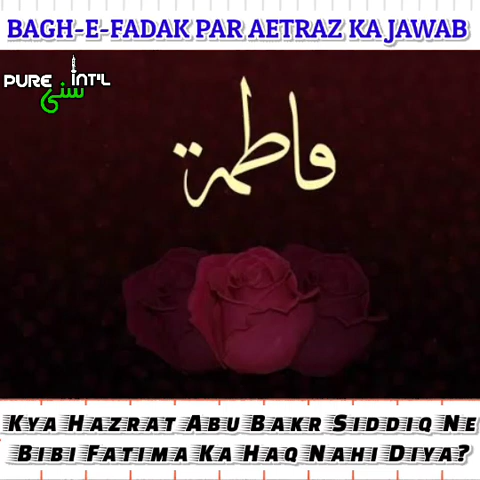 BAGH-E-FADAK PAR AETRAZ KA JAWAB
PURE سنی INT'L
فاطمة
KYA HAZRAT ABU BAKR SIDDIQ NE
BIBI FATIMA KA HAQ NAHI DIYA?